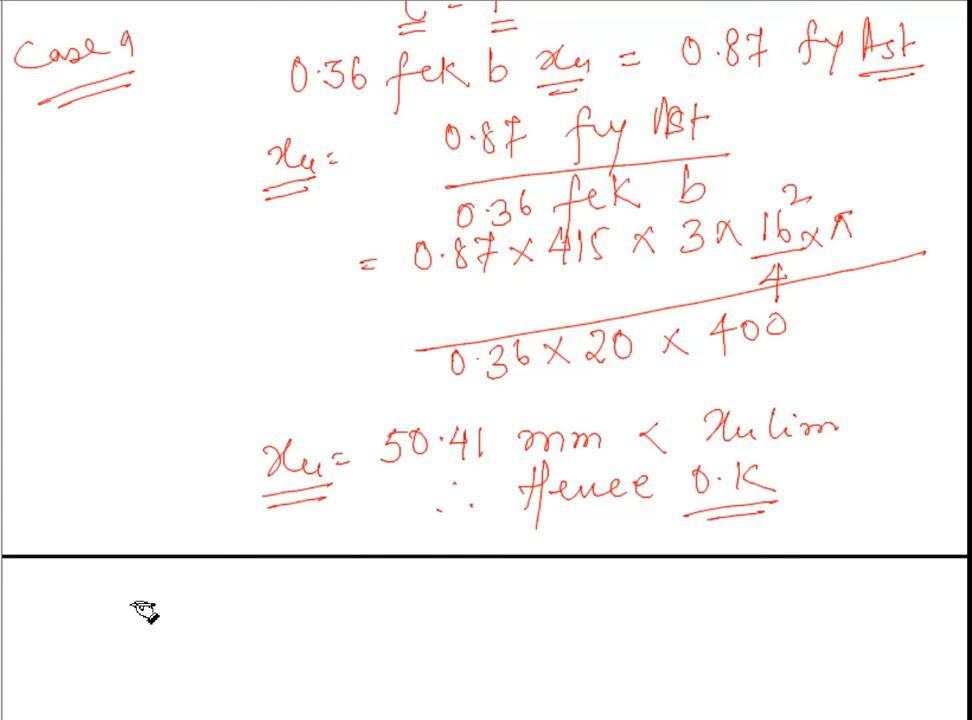 Case a
C = T
0.36 fck b xu = 0.87 fy Ast
xu = 0.87 fy Ast
0.36 fck b
= 0.87 × 415 × 3 × 16² × π
4
0.36 × 20 × 400
xu = 50.41 mm < xulim
∴ Hence O.K